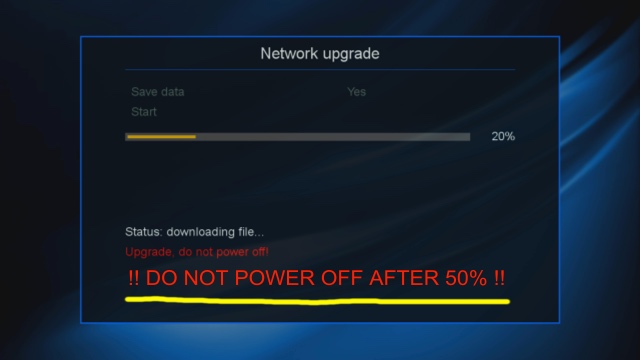 Network upgrade
Save data Yes
Start
20%
Status: downloading file...
Upgrade, do not power off!
!! DO NOT POWER OFF AFTER 50% !!